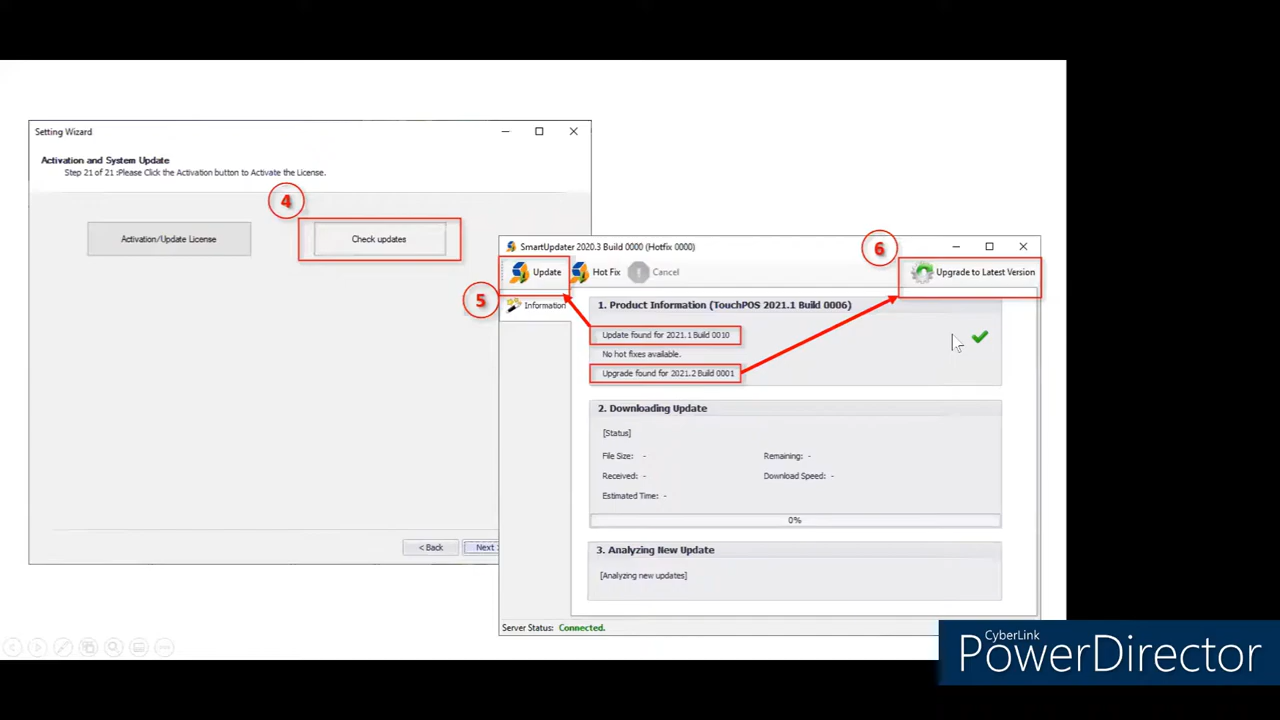 Setting Wizard
Activation and System Update
Step 21 of 21 :Please Click the Activation button to Activate the License.
4
Activation/Update License
Check updates
< Back
Next
SmartUpdater 2020.3 Build 0000 (Hotfix 0000)
6
Update
Hot Fix
Cancel
Upgrade to Latest Version
5
Information
1. Product Information (TouchPOS 2021.1 Build 0006)
Update found for 2021.1 Build 0010
No hot fixes available.
Upgrade found for 2021.2 Build 0001
2. Downloading Update
[Status]
File Size: -
Remaining: -
Received: -
Download Speed: -
Estimated Time: -
0%
3. Analyzing New Update
[Analyzing new updates]
Server Status: Connected.
CyberLink
PowerDirector